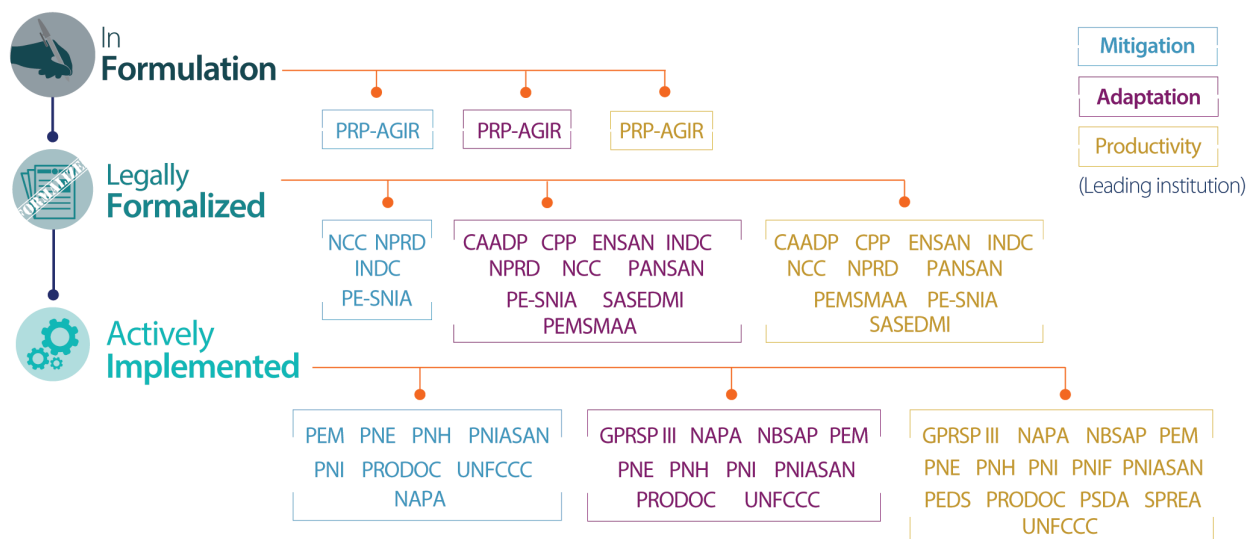 In
Formulation
Mitigation
Adaptation
Productivity
(Leading institution)
PRP-AGIR
PRP-AGIR
PRP-AGIR
FORMALIZE
Legally
Formalized
NCC NPRD
INDC
PE-SNIA
CAADP CPP ENSAN INDC
NPRD NCC PANSAN
PE-SNIA SASEDMI
PEMSMAA
CAADP CPP ENSAN INDC
NCC NPRD PANSAN
PEMSMAA PE-SNIA
SASEDMI
Actively
Implemented
PEM PNE PNH PNIASAN
PNI PRODOC UNFCCC
NAPA
GPRSP III NAPA NBSAP PEM
PNE PNH PNI PNIASAN
PRODOC UNFCCC
GPRSP III NAPA NBSAP PEM
PNE PNH PNI PNIF PNIASAN
PEDS PRODOC PSDA SPREA
UNFCCC